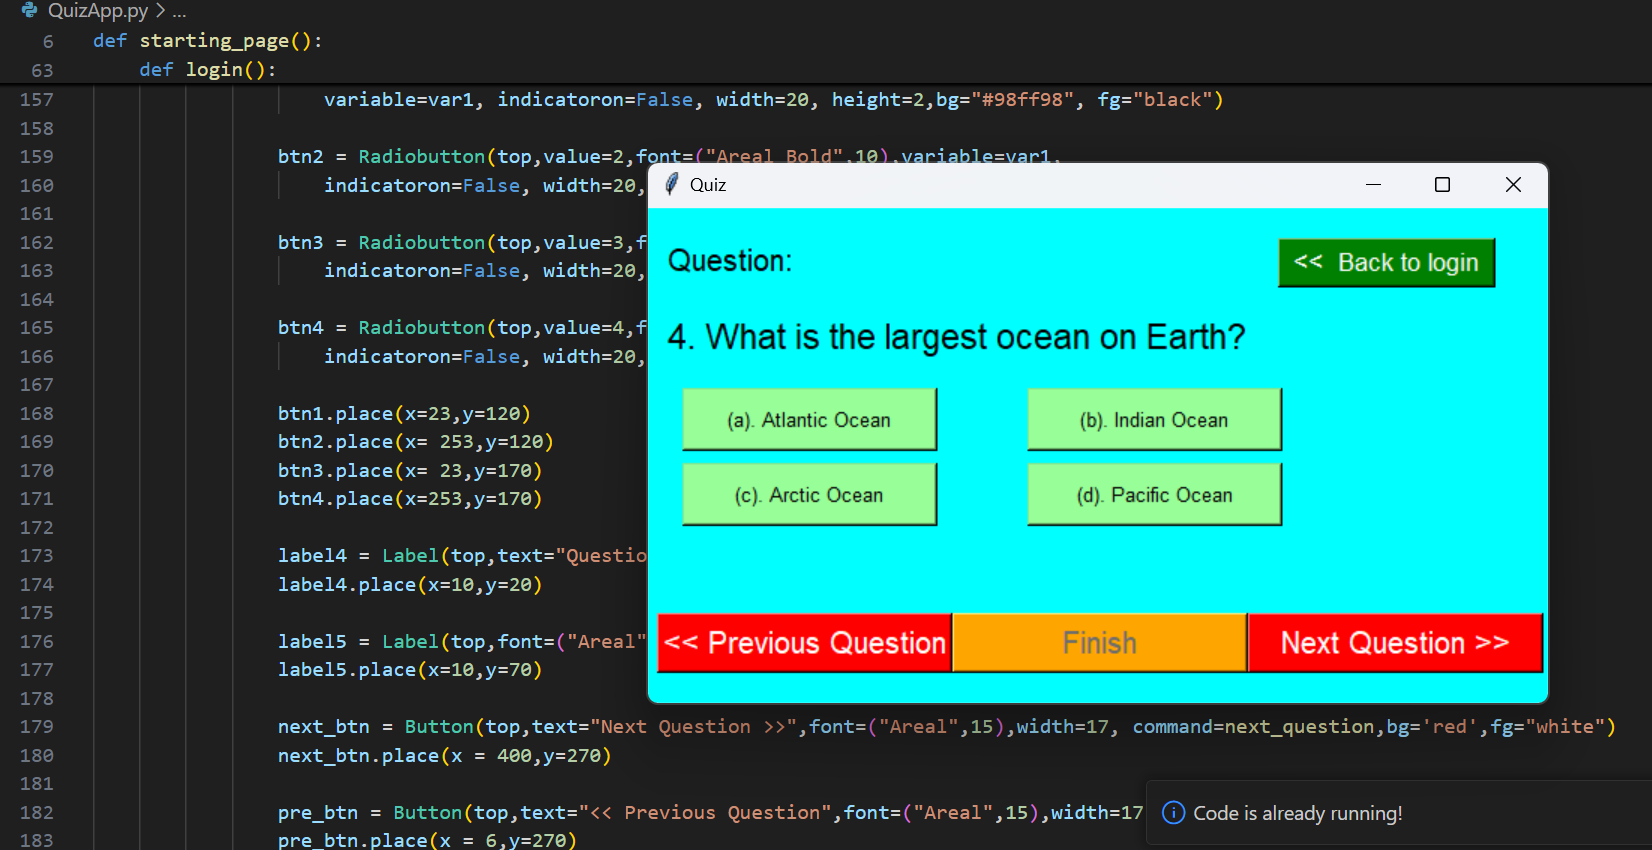 QuizApp.py > ...
6 def starting_page():
63 def login():
157 variable=var1, indicatoron=False, width=20, height=2,bg="#98ff98", fg="black")
158
159 btn2 = Radiobutton(top,value=2,font=("Areal Bold",10),variable=var1,
160 indicatoron=False, width=20,
161
162 btn3 = Radiobutton(top,value=3,f
163 indicatoron=False, width=20,
164
165 btn4 = Radiobutton(top,value=4,f
166 indicatoron=False, width=20,
167
168 btn1.place(x=23,y=120)
169 btn2.place(x= 253,y=120)
170 btn3.place(x= 23,y=170)
171 btn4.place(x=253,y=170)
172
173 label4 = Label(top,text="Questio
174 label4.place(x=10,y=20)
175
176 label5 = Label(top,font=("Areal"
177 label5.place(x=10,y=70)
178
179 next_btn = Button(top,text="Next Question >>",font=("Areal",15),width=17, command=next_question,bg='red',fg="white")
180 next_btn.place(x = 400,y=270)
181
182 pre_btn = Button(top,text="<< Previous Question",font=("Areal",15),width=17
183 pre_btn.place(x = 6,y=270)
Quiz
Question:
<< Back to login
4. What is the largest ocean on Earth?
(a). Atlantic Ocean
(b). Indian Ocean
(c). Arctic Ocean
(d). Pacific Ocean
<< Previous Question
Finish
Next Question >>
Code is already running!